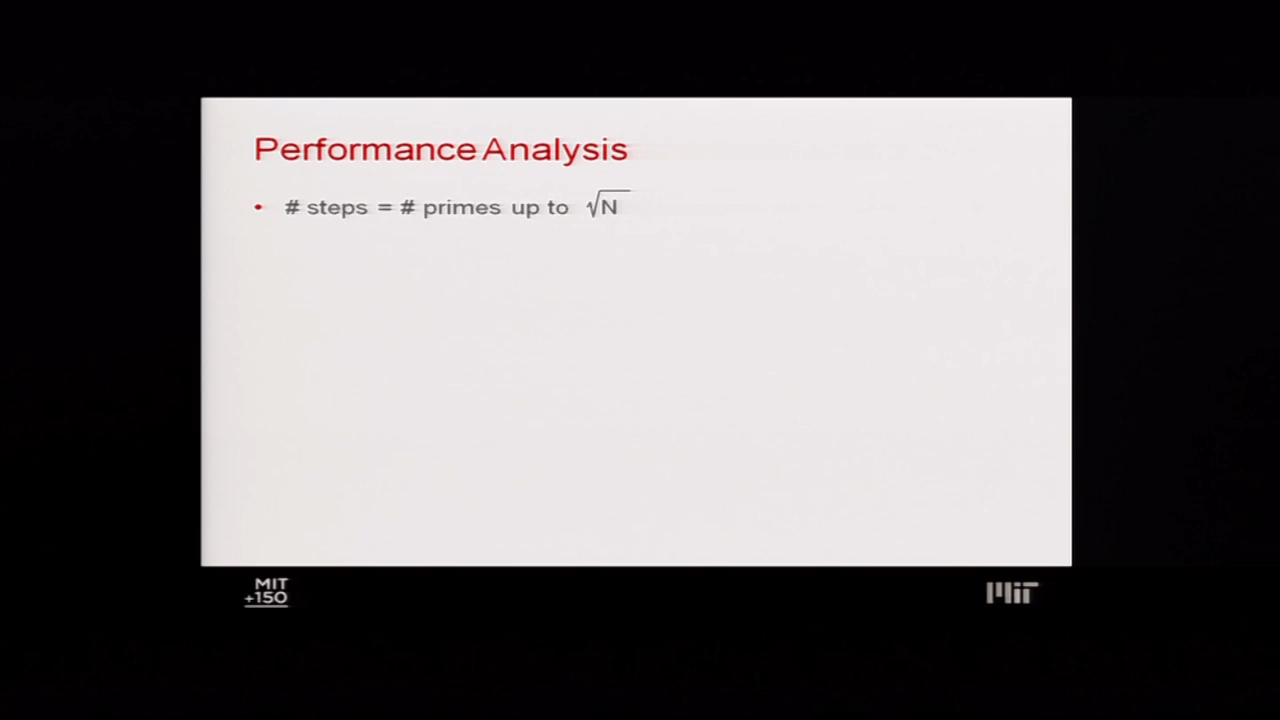 Performance Analysis
• # steps = # primes up to √N
MIT
+150
MIT